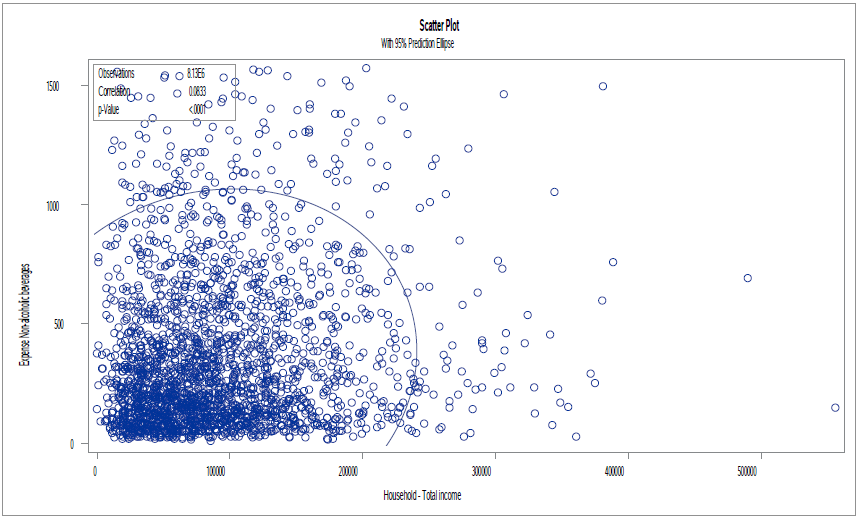 Scatter Plot
With 95% Prediction Ellipse
Observations 8.13E6
Correlation 0.0833
p-Value <.0001
1500
1000
500
0
Expense Non-alcoholic beverages
0 100000 200000 300000 400000 500000
Household - Total income